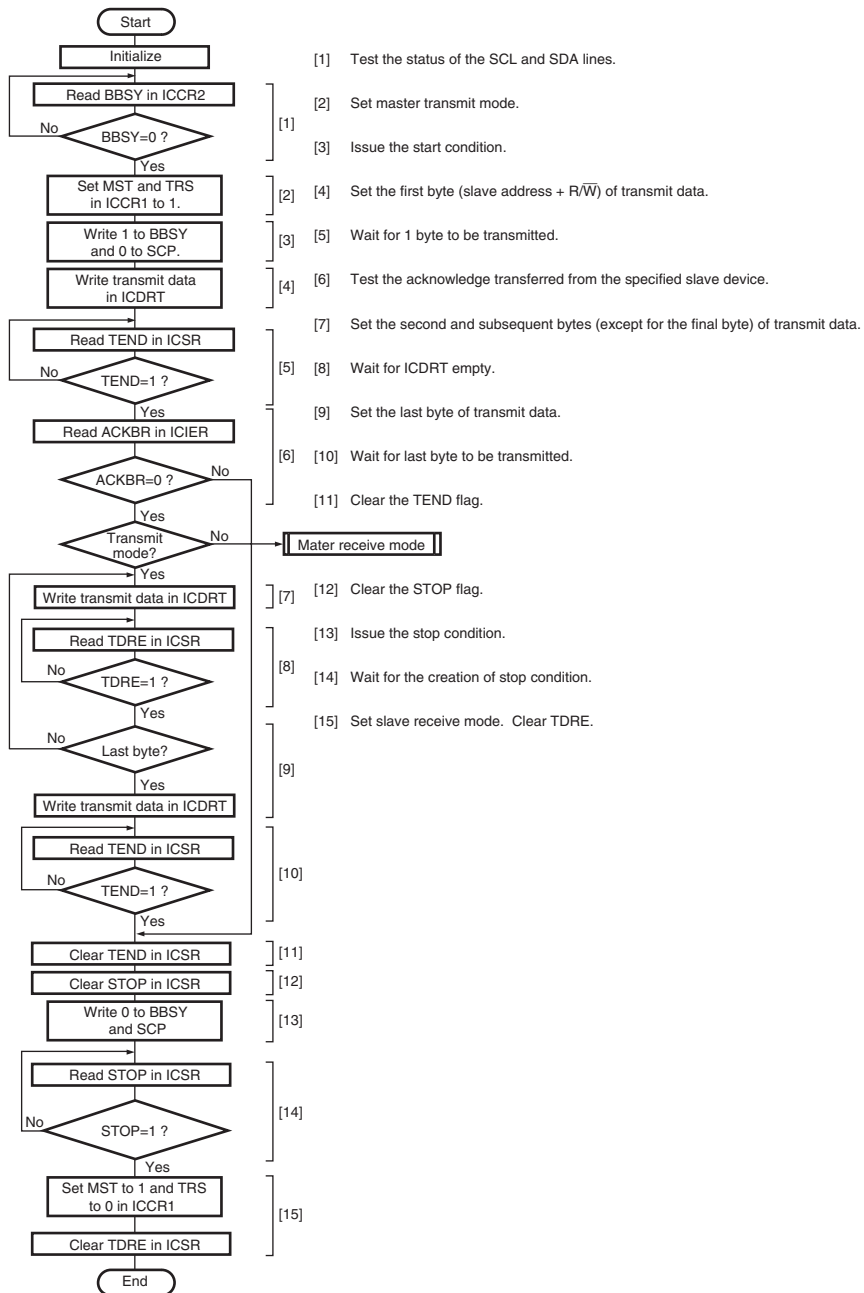 Start
Initialize
Read BBSY in ICCR2
No
BBSY=0 ?
[1]
Yes
Set MST and TRS
in ICCR1 to 1.
[2]
Write 1 to BBSY
and 0 to SCP.
[3]
Write transmit data
in ICDRT
[4]
Read TEND in ICSR
No
TEND=1 ?
[5]
Yes
Read ACKBR in ICIER
[6]
No
ACKBR=0 ?
Yes
Transmit
mode?
No
Mater receive mode
Yes
Write transmit data in ICDRT
[7]
Read TDRE in ICSR
No
TDRE=1 ?
[8]
Yes
No
Last byte?
[9]
Yes
Write transmit data in ICDRT
Read TEND in ICSR
No
TEND=1 ?
[10]
Yes
Clear TEND in ICSR
[11]
Clear STOP in ICSR
[12]
Write 0 to BBSY
and SCP
[13]
Read STOP in ICSR
No
STOP=1 ?
[14]
Yes
Set MST to 1 and TRS
to 0 in ICCR1
[15]
Clear TDRE in ICSR
End
[1] Test the status of the SCL and SDA lines.
[2] Set master transmit mode.
[3] Issue the start condition.
[4] Set the first byte (slave address + R/W̅) of transmit data.
[5] Wait for 1 byte to be transmitted.
[6] Test the acknowledge transferred from the specified slave device.
[7] Set the second and subsequent bytes (except for the final byte) of transmit data.
[8] Wait for ICDRT empty.
[9] Set the last byte of transmit data.
[10] Wait for last byte to be transmitted.
[11] Clear the TEND flag.
[12] Clear the STOP flag.
[13] Issue the stop condition.
[14] Wait for the creation of stop condition.
[15] Set slave receive mode. Clear TDRE.